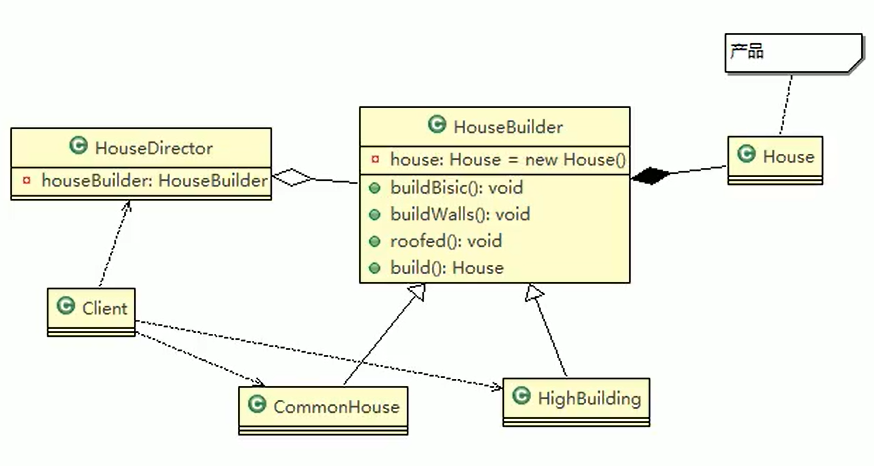 产品
HouseBuilder
house: House = new House()
buildBisic(): void
buildWalls(): void
roofed(): void
build(): House
HouseDirector
houseBuilder: HouseBuilder
House
Client
CommonHouse
HighBuilding